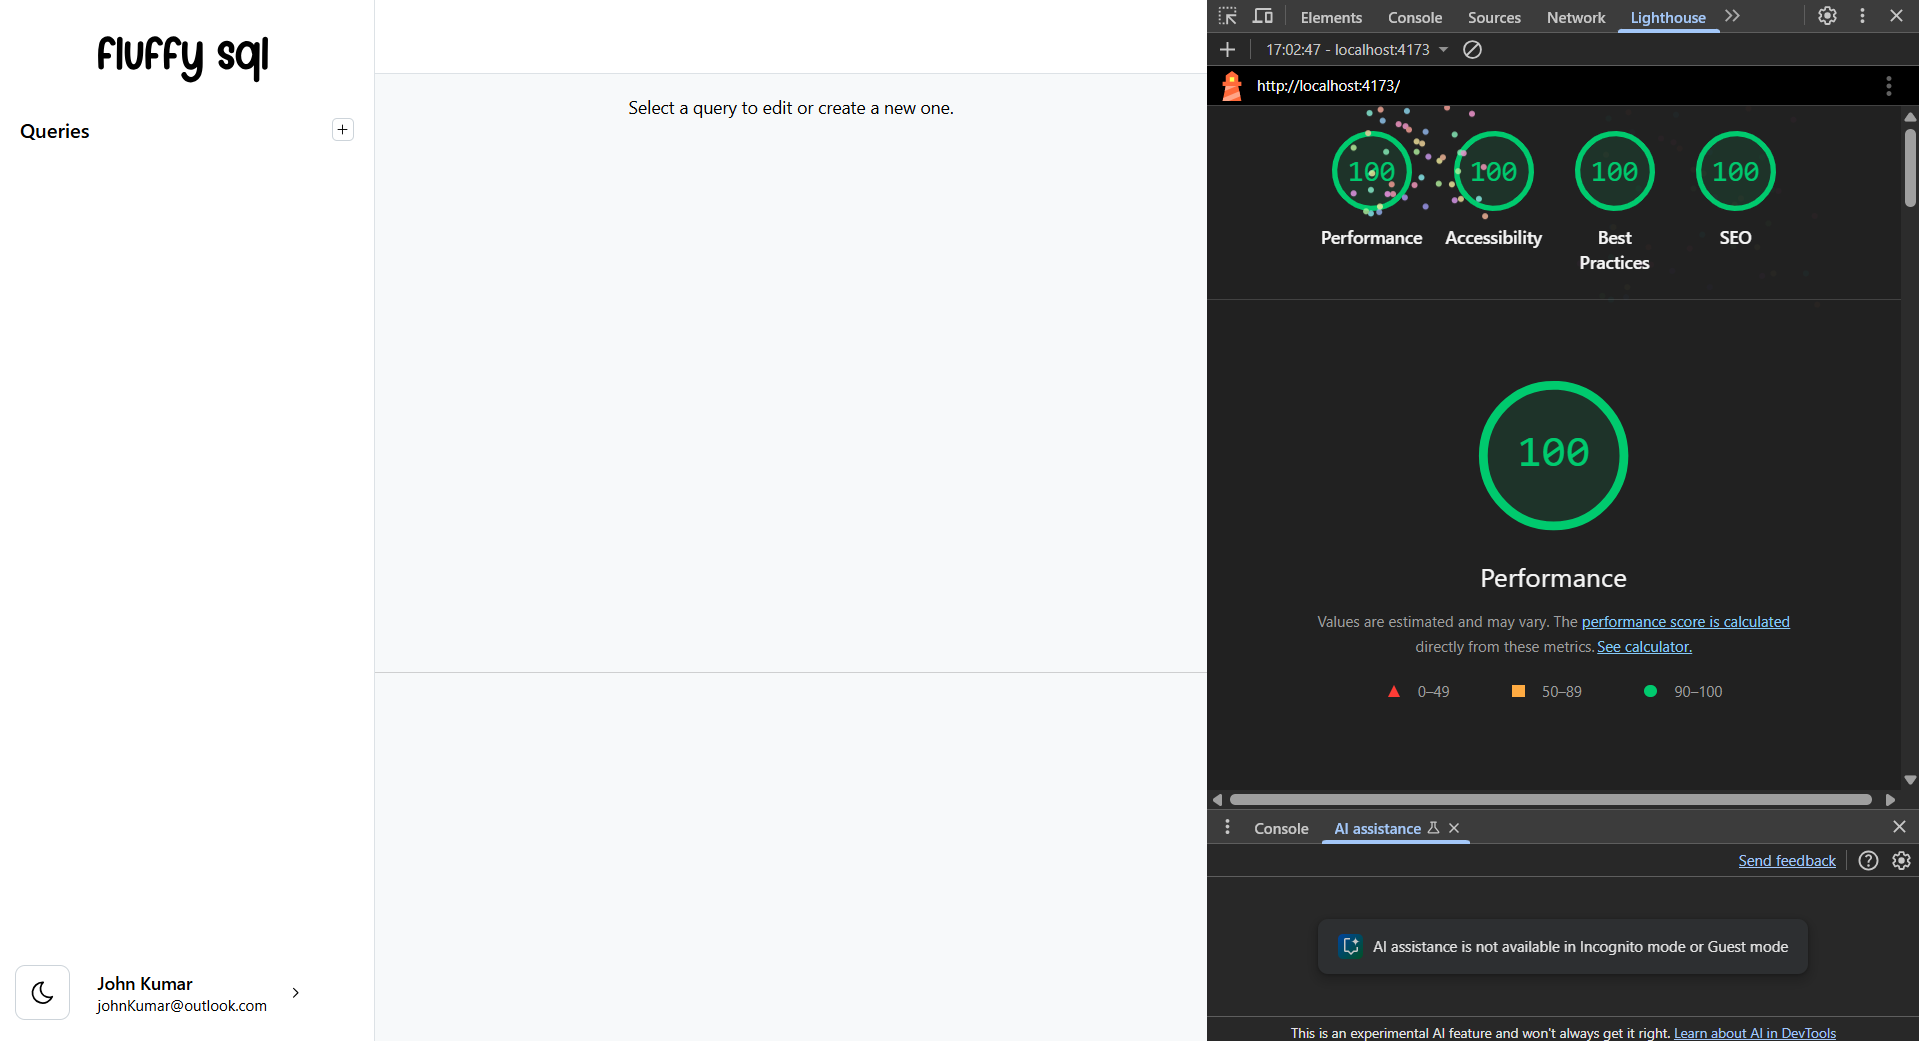 fluffy sql
Queries
John Kumar
johnKumar@outlook.com
Select a query to edit or create a new one.
Elements Console Sources Network Lighthouse
17:02:47 - localhost:4173
http://localhost:4173/
100 100 100 100
Performance Accessibility Best Practices SEO
100
Performance
Values are estimated and may vary. The performance score is calculated
directly from these metrics. See calculator.
0–49 50–89 90–100
Console AI assistance
Send feedback
AI assistance is not available in Incognito mode or Guest mode
This is an experimental AI feature and won't always get it right. Learn about AI in DevTools